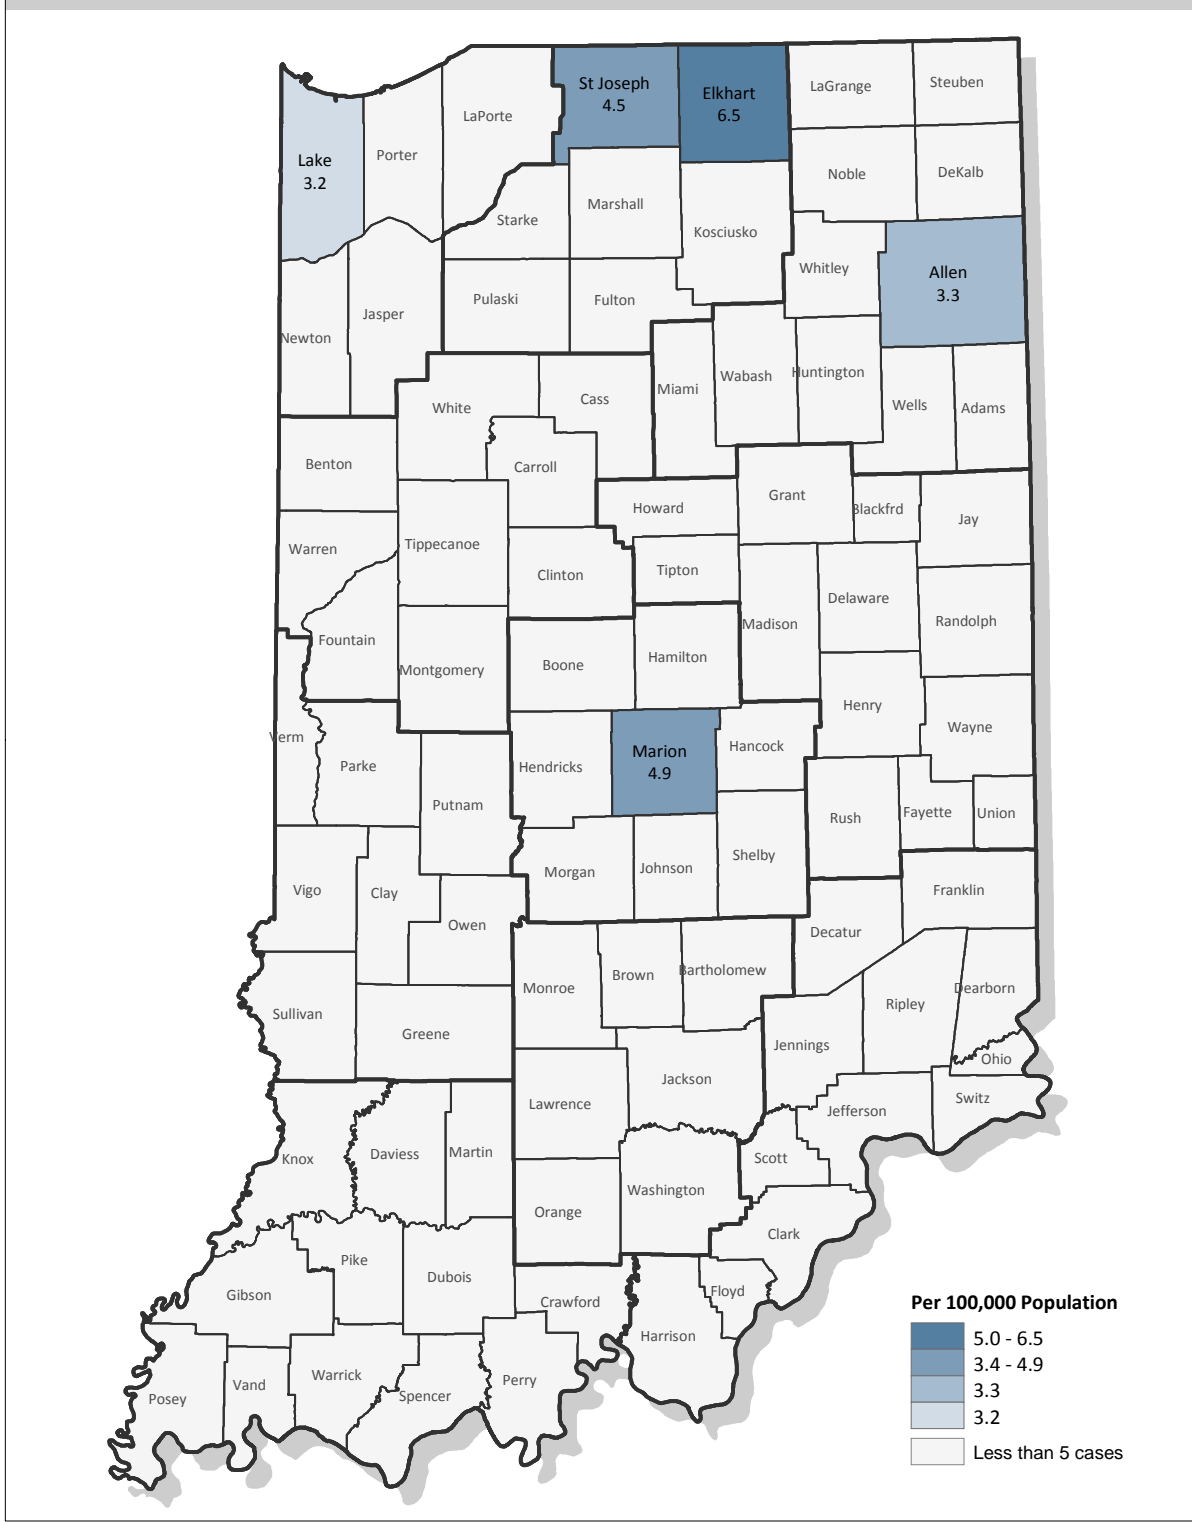 St Joseph
4.5
Elkhart
6.5
LaGrange
Steuben
LaPorte
Porter
Lake
3.2
Noble
DeKalb
Marshall
Starke
Kosciusko
Whitley
Allen
3.3
Pulaski
Fulton
Jasper
Newton
Miami
Wabash
Huntington
Wells
Adams
White
Cass
Benton
Carroll
Howard
Grant
Blackfrd
Jay
Warren
Tippecanoe
Clinton
Tipton
Delaware
Randolph
Madison
Fountain
Montgomery
Boone
Hamilton
Henry
Wayne
Verm
Parke
Putnam
Hendricks
Marion
4.9
Hancock
Rush
Fayette
Union
Vigo
Clay
Owen
Morgan
Johnson
Shelby
Franklin
Decatur
Monroe
Brown
Bartholomew
Dearborn
Ripley
Sullivan
Greene
Jennings
Ohio
Jackson
Lawrence
Jefferson
Switz
Knox
Daviess
Martin
Scott
Washington
Orange
Clark
Pike
Dubois
Gibson
Crawford
Floyd
Harrison
Posey
Vand
Warrick
Spencer
Perry
Per 100,000 Population
5.0 - 6.5
3.4 - 4.9
3.3
3.2
Less than 5 cases